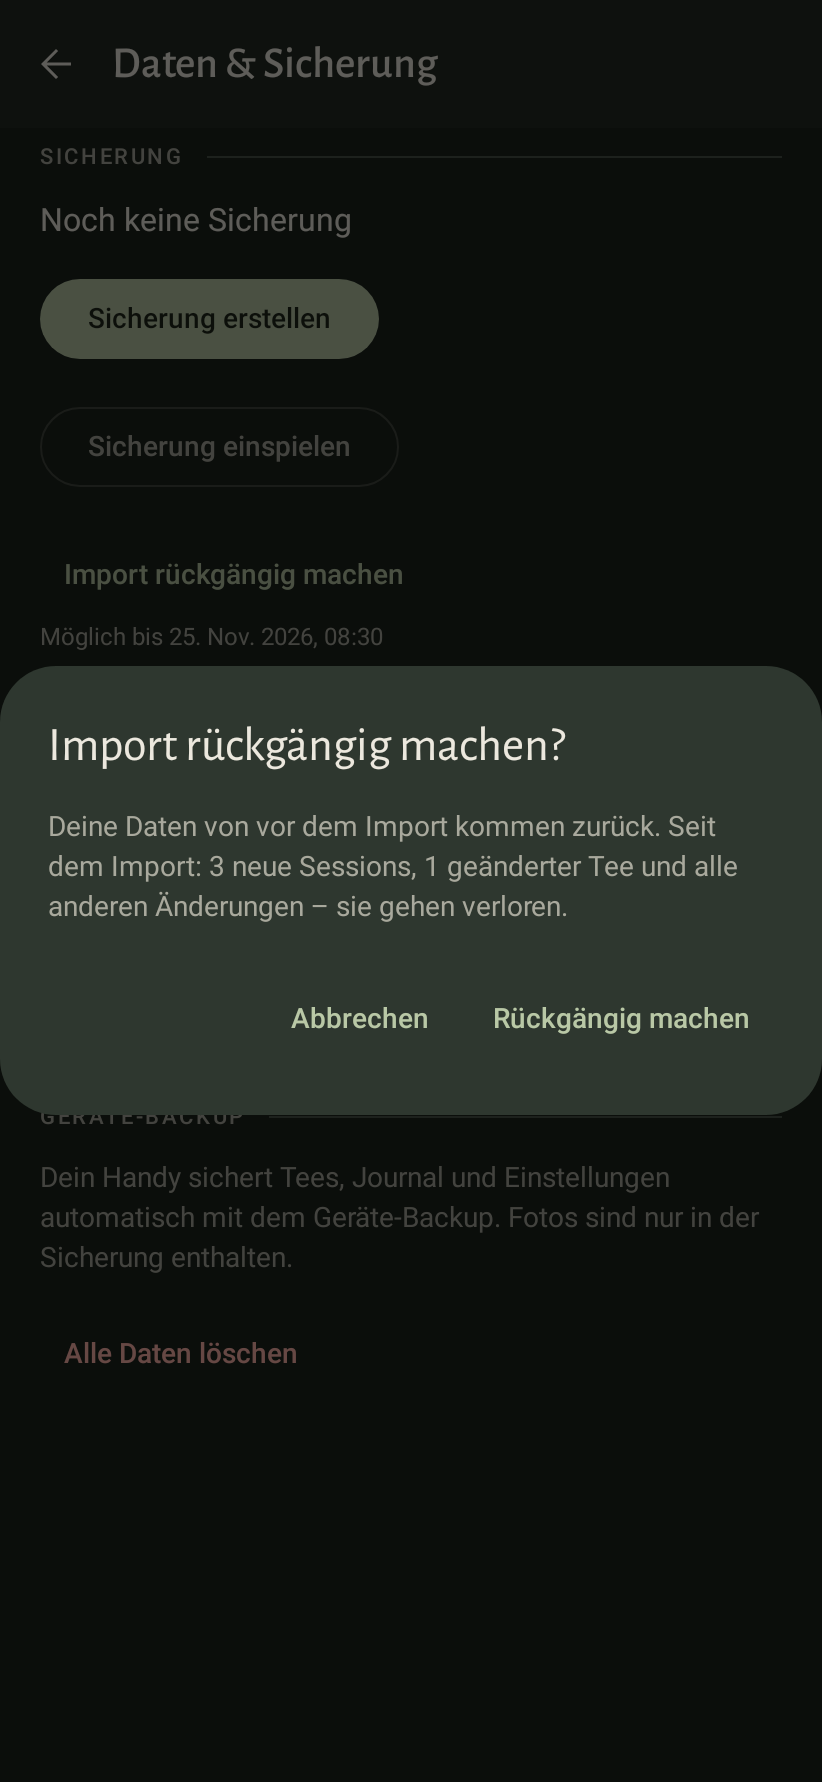 Daten & Sicherung
SICHERUNG
Noch keine Sicherung
Sicherung erstellen
Sicherung einspielen
Import rückgängig machen
Möglich bis 25. Nov. 2026, 08:30
Import rückgängig machen?
Deine Daten von vor dem Import kommen zurück. Seit
dem Import: 3 neue Sessions, 1 geänderter Tee und alle
anderen Änderungen – sie gehen verloren.
Abbrechen
Rückgängig machen
GERÄTE-BACKUP
Dein Handy sichert Tees, Journal und Einstellungen
automatisch mit dem Geräte-Backup. Fotos sind nur in der
Sicherung enthalten.
Alle Daten löschen